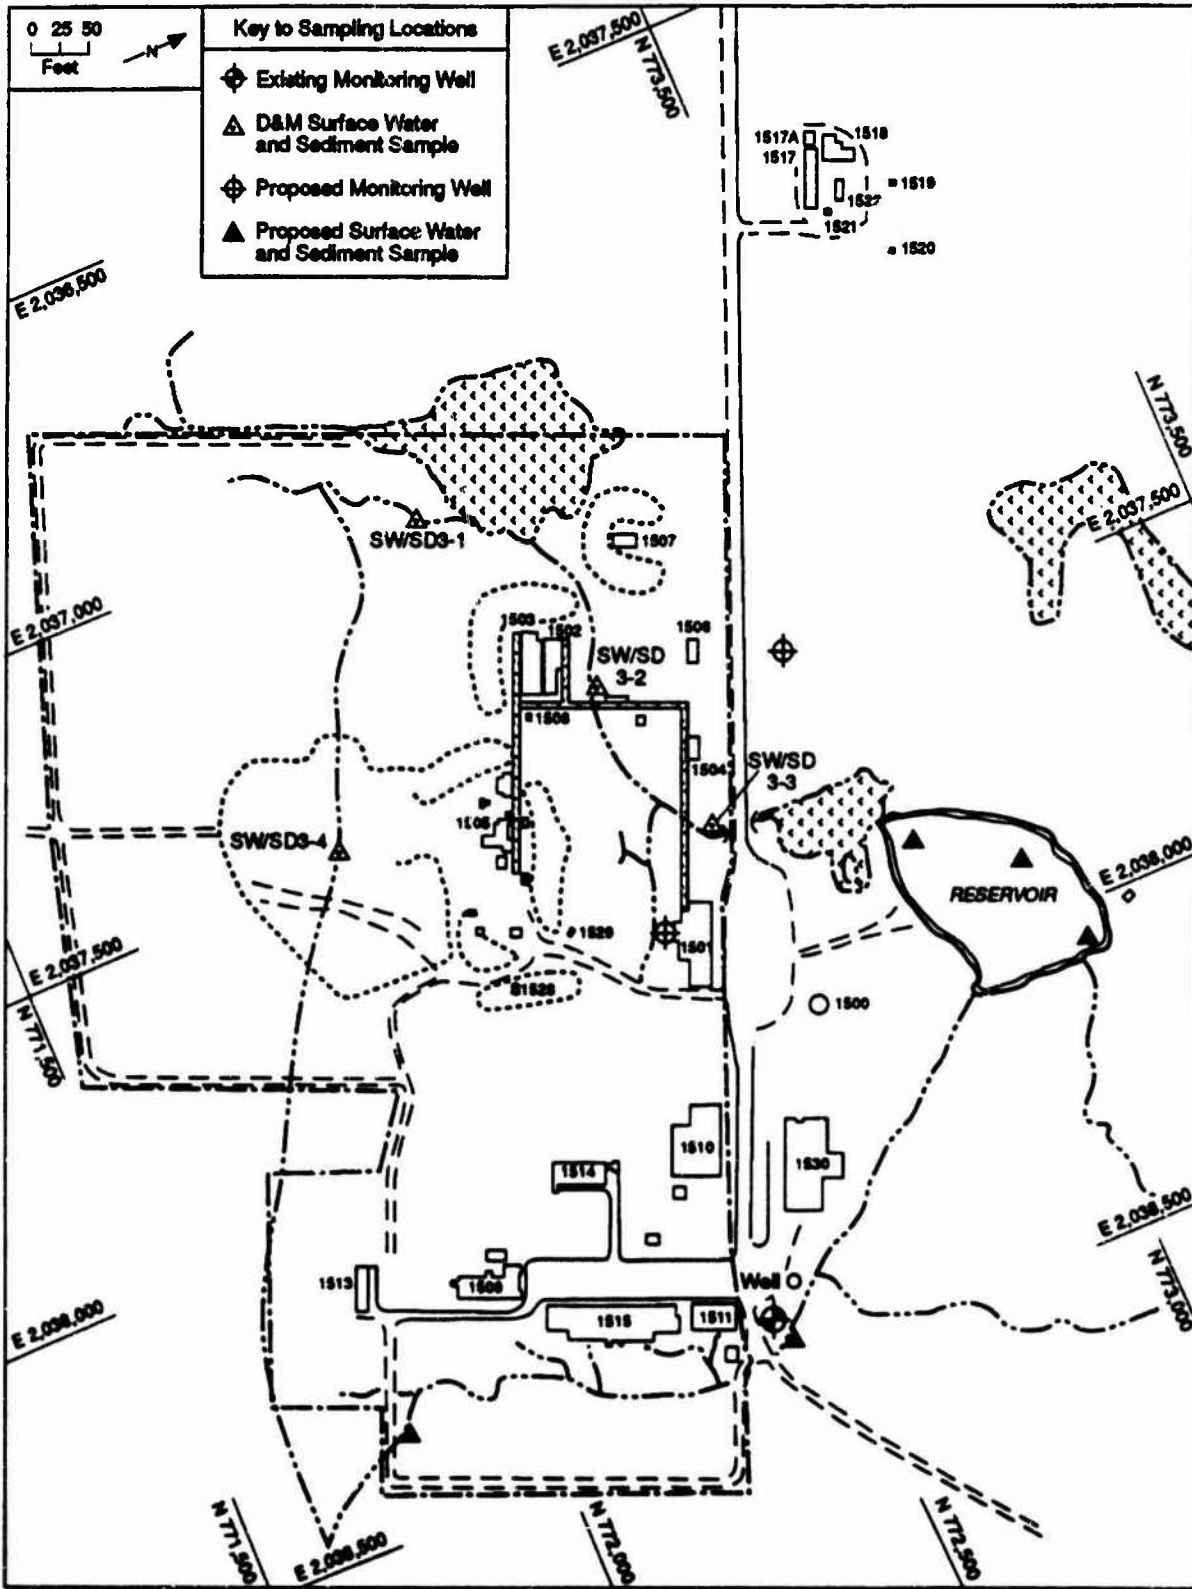 0 25 50
Feet
N
Key to Sampling Locations
Existing Monitoring Well
D&M Surface Water
and Sediment Sample
Proposed Monitoring Well
Proposed Surface Water
and Sediment Sample
E 2,037,500
N 773,500
1517A
1518
1517
1519
1522
1521
1520
E 2,036,500
N 773,500
E 2,037,500
SW/SD3-1
1507
E 2,037,000
1503
1502
1506
SW/SD
3-2
1508
1504
SW/SD
3-3
1505
SW/SD3-4
RESERVOIR
E 2,038,000
1529
1501
E 2,037,500
S1528
1500
N 771,500
1510
1530
1514
E 2,038,500
N 773,000
1513
1509
Well
1515
1511
E 2,038,000
N 771,500
E 2,038,500
N 772,000
N 772,500